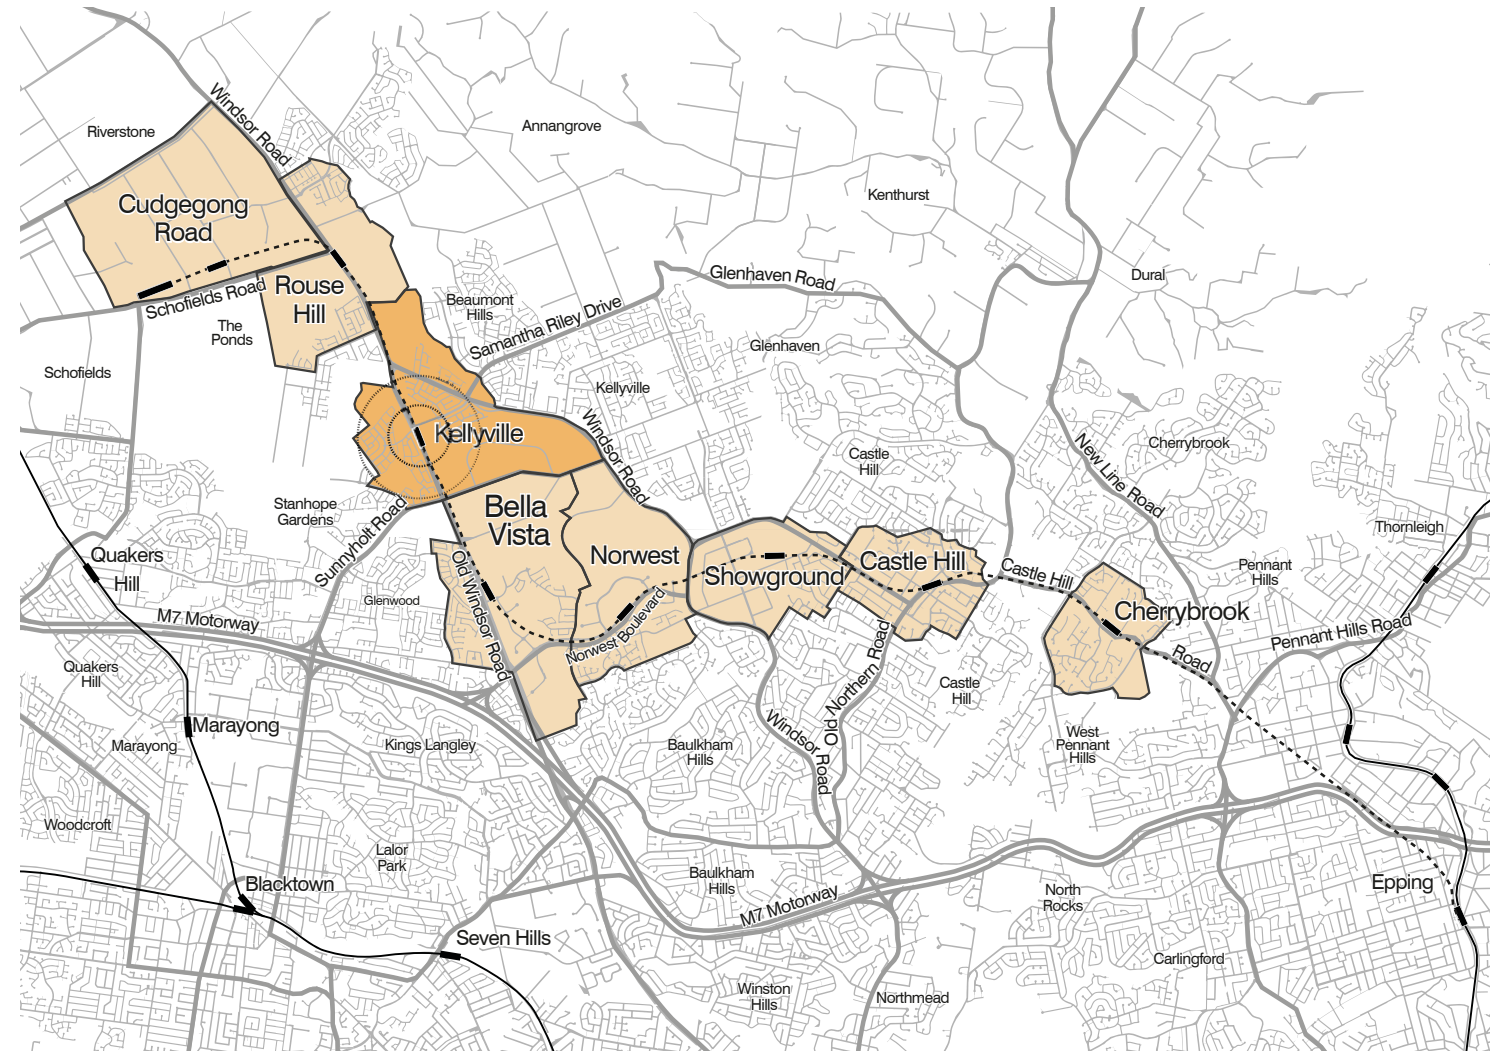 Windsor Road
Riverstone
Annangrove
Kenthurst
Cudgegong
Road
Dural
Glenhaven Road
Rouse
Hill
Schofields Road
Beaumont
Hills
Samantha Riley Drive
The
Ponds
Glenhaven
Schofields
Kellyville
Kellyville
Windsor Road
New Line Road
Cherrybrook
Castle
Hill
Stanhope
Gardens
Sunnyholt Road
Bella
Vista
Thornleigh
Quakers
Hill
Norwest
Showground
Castle Hill
Castle Hill
Pennant
Hills
Old Windsor Road
Glenwood
Norwest Boulevard
Cherrybrook
M7 Motorway
Pennant Hills Road
Road
Quakers
Hill
Northern Road
Old
Castle
Hill
Marayong
Marayong
Kings Langley
Baulkham
Hills
Windsor Road
West
Pennant
Hills
Woodcroft
Lalor
Park
Blacktown
Baulkham
Hills
M7 Motorway
North
Rocks
Epping
Seven Hills
Carlingford
Winston
Hills
Northmead